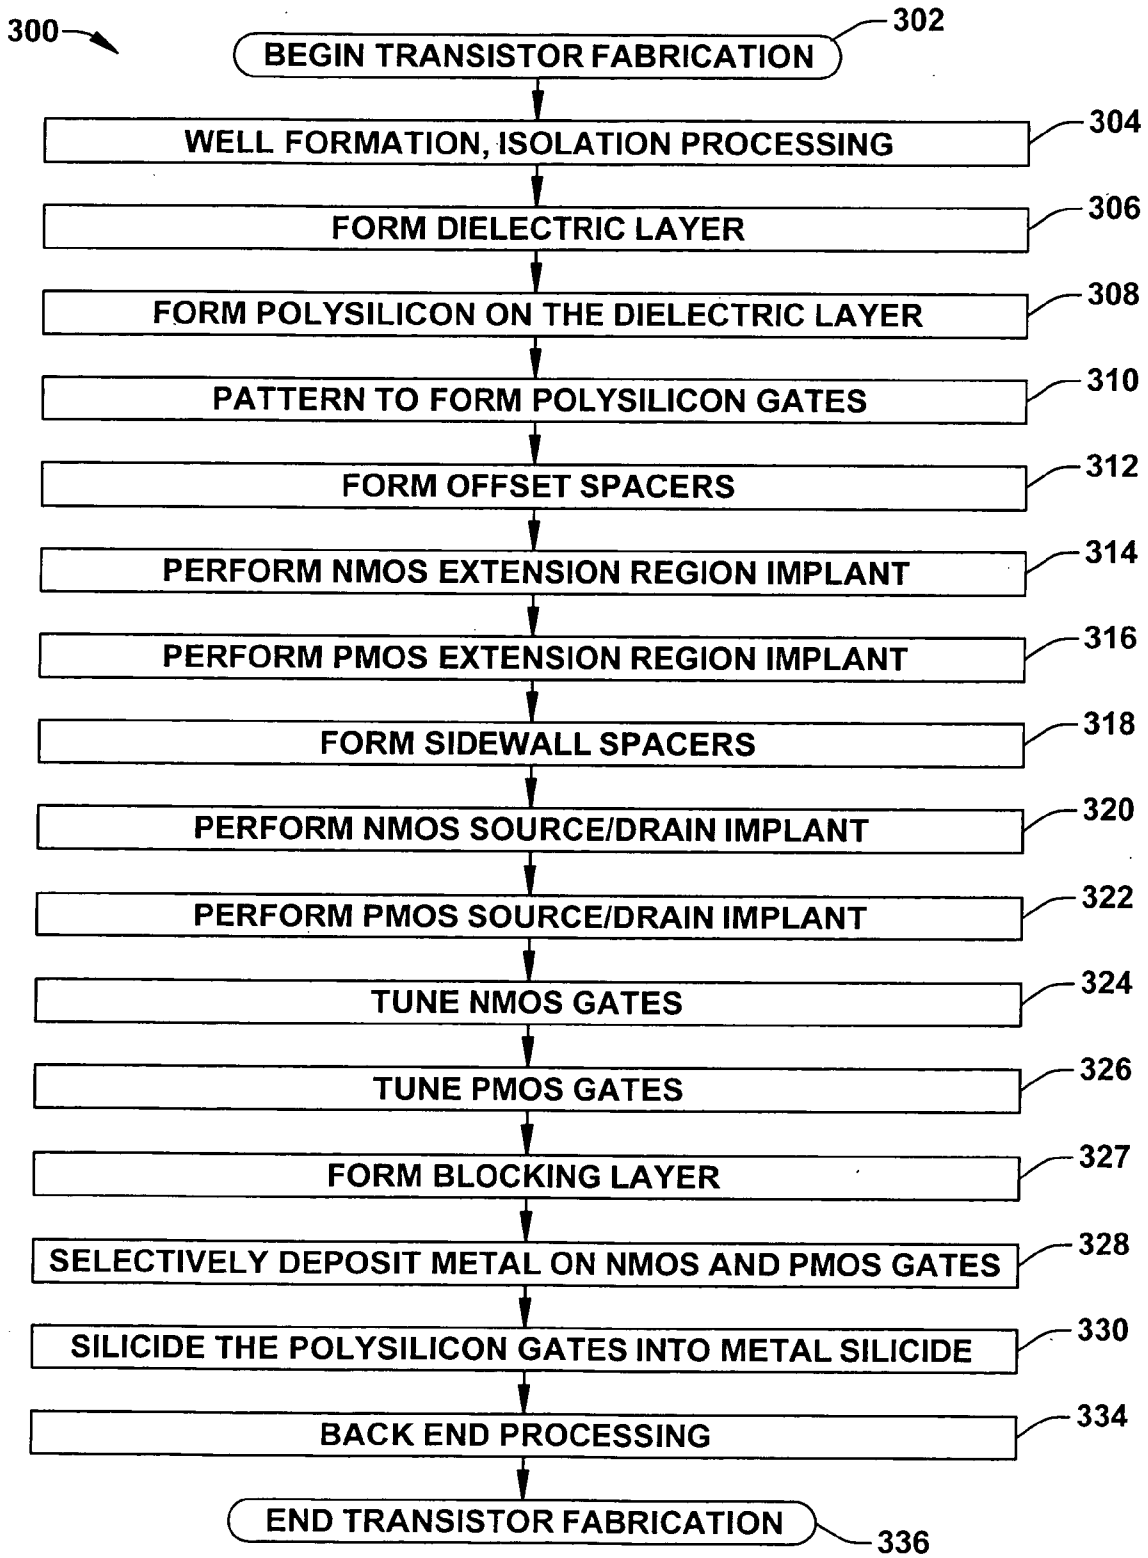 300
302
BEGIN TRANSISTOR FABRICATION
304
WELL FORMATION, ISOLATION PROCESSING
306
FORM DIELECTRIC LAYER
308
FORM POLYSILICON ON THE DIELECTRIC LAYER
310
PATTERN TO FORM POLYSILICON GATES
312
FORM OFFSET SPACERS
314
PERFORM NMOS EXTENSION REGION IMPLANT
316
PERFORM PMOS EXTENSION REGION IMPLANT
318
FORM SIDEWALL SPACERS
320
PERFORM NMOS SOURCE/DRAIN IMPLANT
322
PERFORM PMOS SOURCE/DRAIN IMPLANT
324
TUNE NMOS GATES
326
TUNE PMOS GATES
327
FORM BLOCKING LAYER
328
SELECTIVELY DEPOSIT METAL ON NMOS AND PMOS GATES
330
SILICIDE THE POLYSILICON GATES INTO METAL SILICIDE
334
BACK END PROCESSING
END TRANSISTOR FABRICATION
336